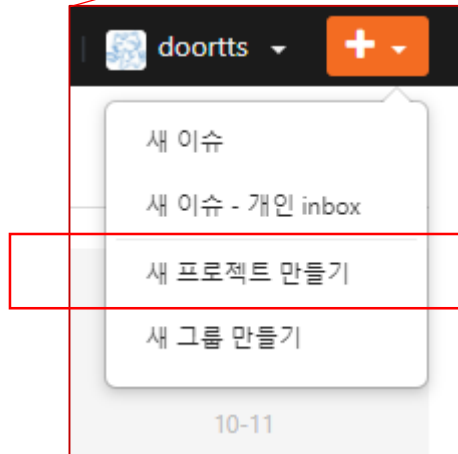 doortts
새 이슈
새 이슈 - 개인 inbox
새 프로젝트 만들기
새 그룹 만들기
10-11